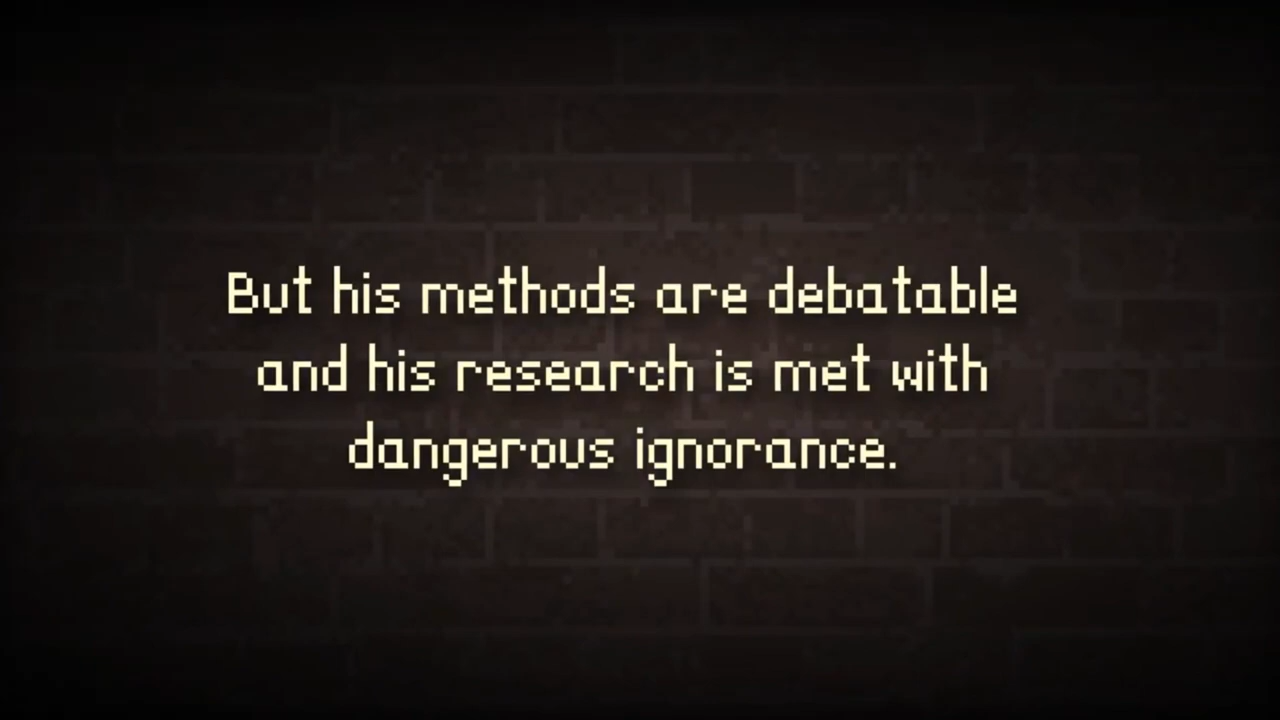 But his methods are debatable
and his research is met with
dangerous ignorance.